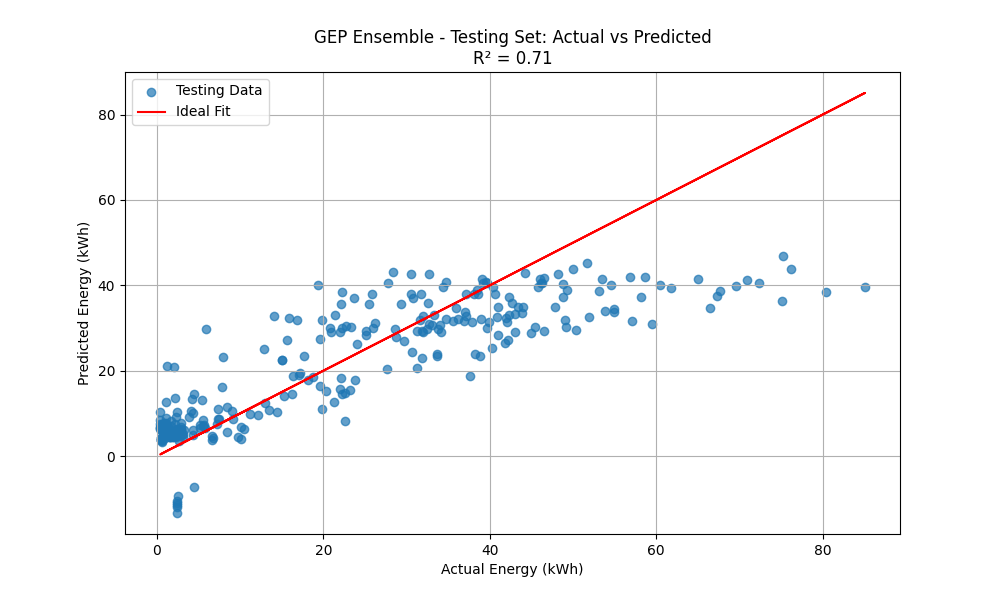 GEP Ensemble - Testing Set: Actual vs Predicted
R² = 0.71
Testing Data
Ideal Fit
80
60
40
20
0
Predicted Energy (kWh)
0 20 40 60 80
Actual Energy (kWh)